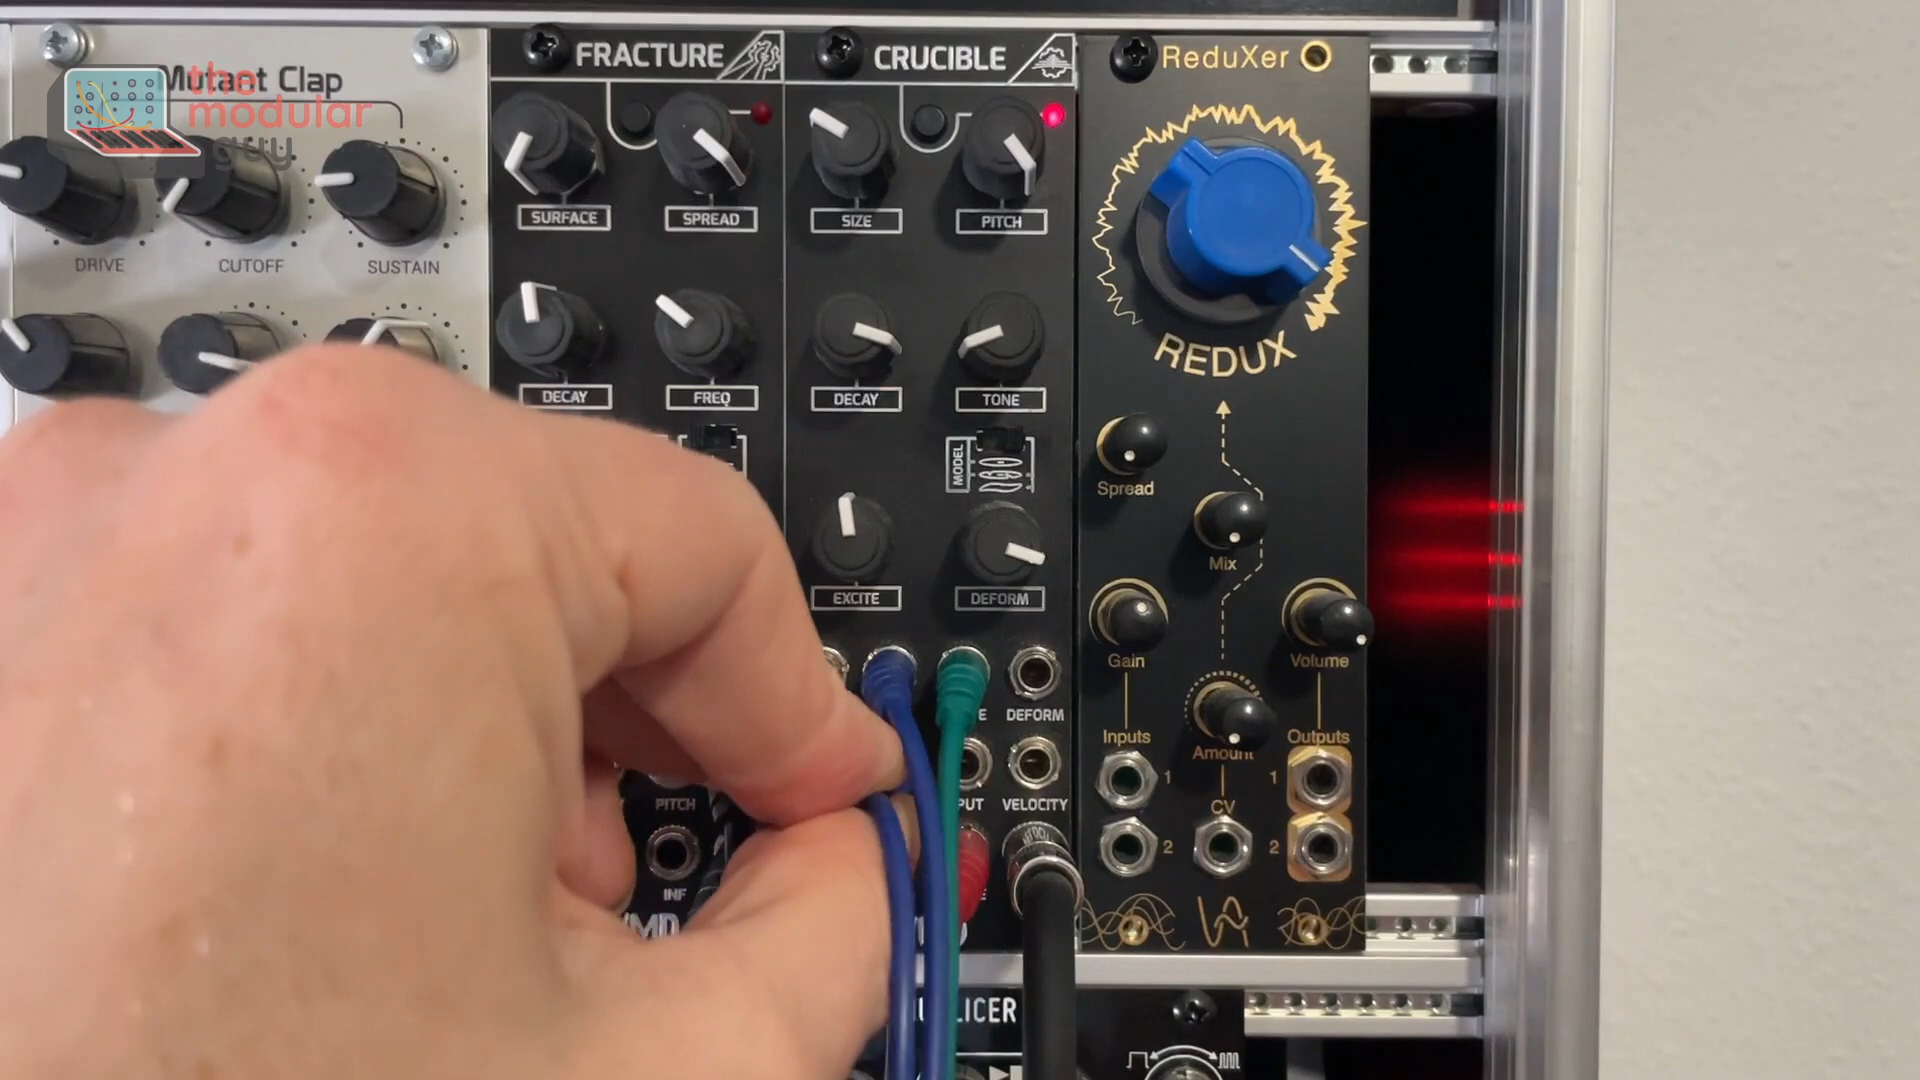 Mutant Clap
the
modular
guy
DRIVE
CUTOFF
SUSTAIN
FRACTURE
SURFACE
SPREAD
DECAY
FREQ
PITCH
INF
CRUCIBLE
SIZE
PITCH
DECAY
TONE
MODEL
EXCITE
DEFORM
DEFORM
VELOCITY
ReduXer
REDUX
Spread
Mix
Gain
Volume
Amount
Inputs
Outputs
1
1
CV
2
2